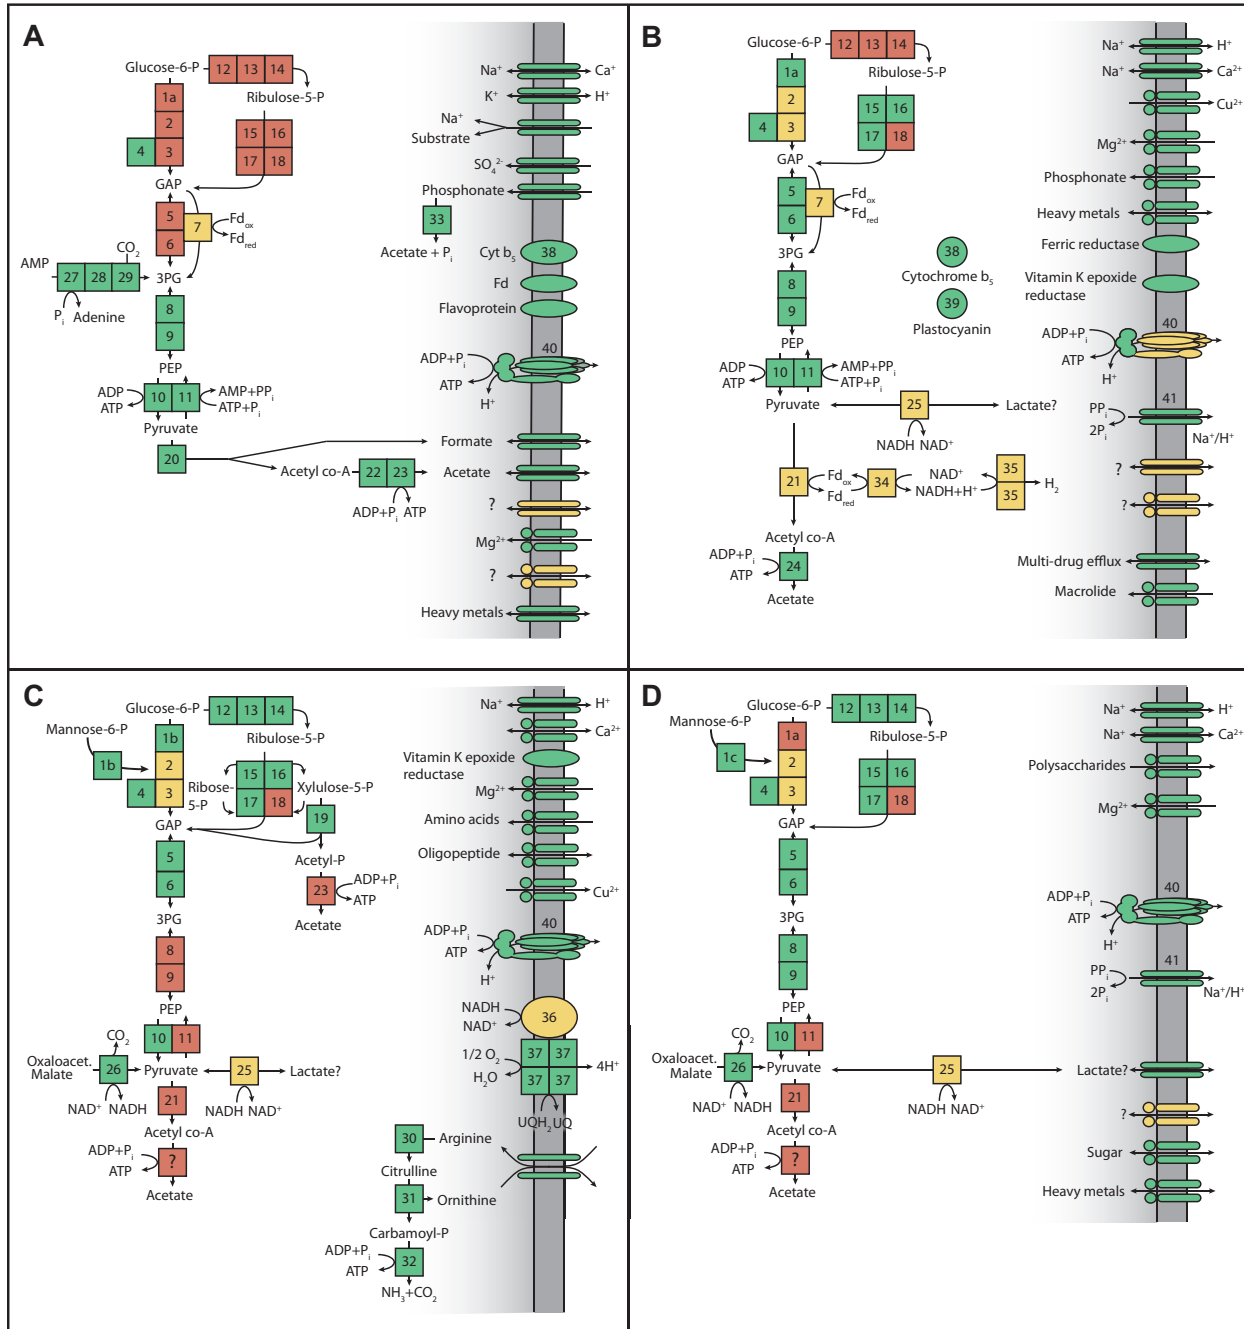 A
Glucose-6-P
12 13 14
Ribulose-5-P
1a
2
4 3
15 16
17 18
GAP
5
6
7
Fdox
Fdred
CO2
AMP
27 28 29
3PG
Pi Adenine
8
9
PEP
ADP
ATP
10 11
AMP+PPi
ATP+Pi
Pyruvate
20
Acetyl co-A
22 23
ADP+Pi ATP
Na+
Ca+
K+
H+
Na+
Substrate
SO4 2-
Phosphonate
33
Acetate + Pi
Cyt b5
38
Fd
Flavoprotein
40
ADP+Pi
ATP
H+
Formate
Acetate
?
Mg2+
?
Heavy metals
B
Glucose-6-P
12 13 14
Ribulose-5-P
1a
2
4 3
15 16
17 18
GAP
5
6
7
Fdox
Fdred
3PG
8
9
PEP
ADP
ATP
10 11
AMP+PPi
ATP+Pi
Pyruvate
25
Lactate?
NADH NAD+
21
Fdox
Fdred
34
NAD+
NADH+H+
35
35
H2
Acetyl co-A
ADP+Pi
ATP
24
Acetate
38
Cytochrome b5
39
Plastocyanin
Na+
H+
Na+
Ca2+
Cu2+
Mg2+
Phosphonate
Heavy metals
Ferric reductase
Vitamin K epoxide
reductase
40
ADP+Pi
ATP
H+
41
PPi
2Pi
Na+/H+
?
?
Multi-drug efflux
Macrolide
C
Glucose-6-P
12 13 14
Ribulose-5-P
Mannose-6-P
1b
1b
2
4 3
15 16
17 18
Ribose-
5-P
Xylulose-5-P
19
GAP
Acetyl-P
23
ADP+Pi
ATP
Acetate
5
6
3PG
8
9
PEP
CO2
10 11
Oxaloacet.
Malate
26
Pyruvate
25
Lactate?
NAD+ NADH
NADH NAD+
21
Acetyl co-A
ADP+Pi
ATP
?
Acetate
Na+
H+
Ca2+
Vitamin K epoxide
reductase
Mg2+
Amino acids
Oligopeptide
Cu2+
40
ADP+Pi
ATP
H+
NADH
NAD+
36
1/2 O2
H2O
37 37
37 37
4H+
UQH2 UQ
30
Arginine
Citrulline
31
Ornithine
Carbamoyl-P
ADP+Pi
ATP
32
NH3+CO2
D
Glucose-6-P
12 13 14
Ribulose-5-P
Mannose-6-P
1c
1a
2
4 3
15 16
17 18
GAP
5
6
3PG
8
9
PEP
CO2
10 11
Oxaloacet.
Malate
26
Pyruvate
25
Lactate?
NAD+ NADH
NADH NAD+
21
Acetyl co-A
ADP+Pi
ATP
?
Acetate
Na+
H+
Na+
Ca2+
Polysaccharides
Mg2+
40
ADP+Pi
ATP
H+
41
PPi
2Pi
Na+/H+
?
Sugar
Heavy metals